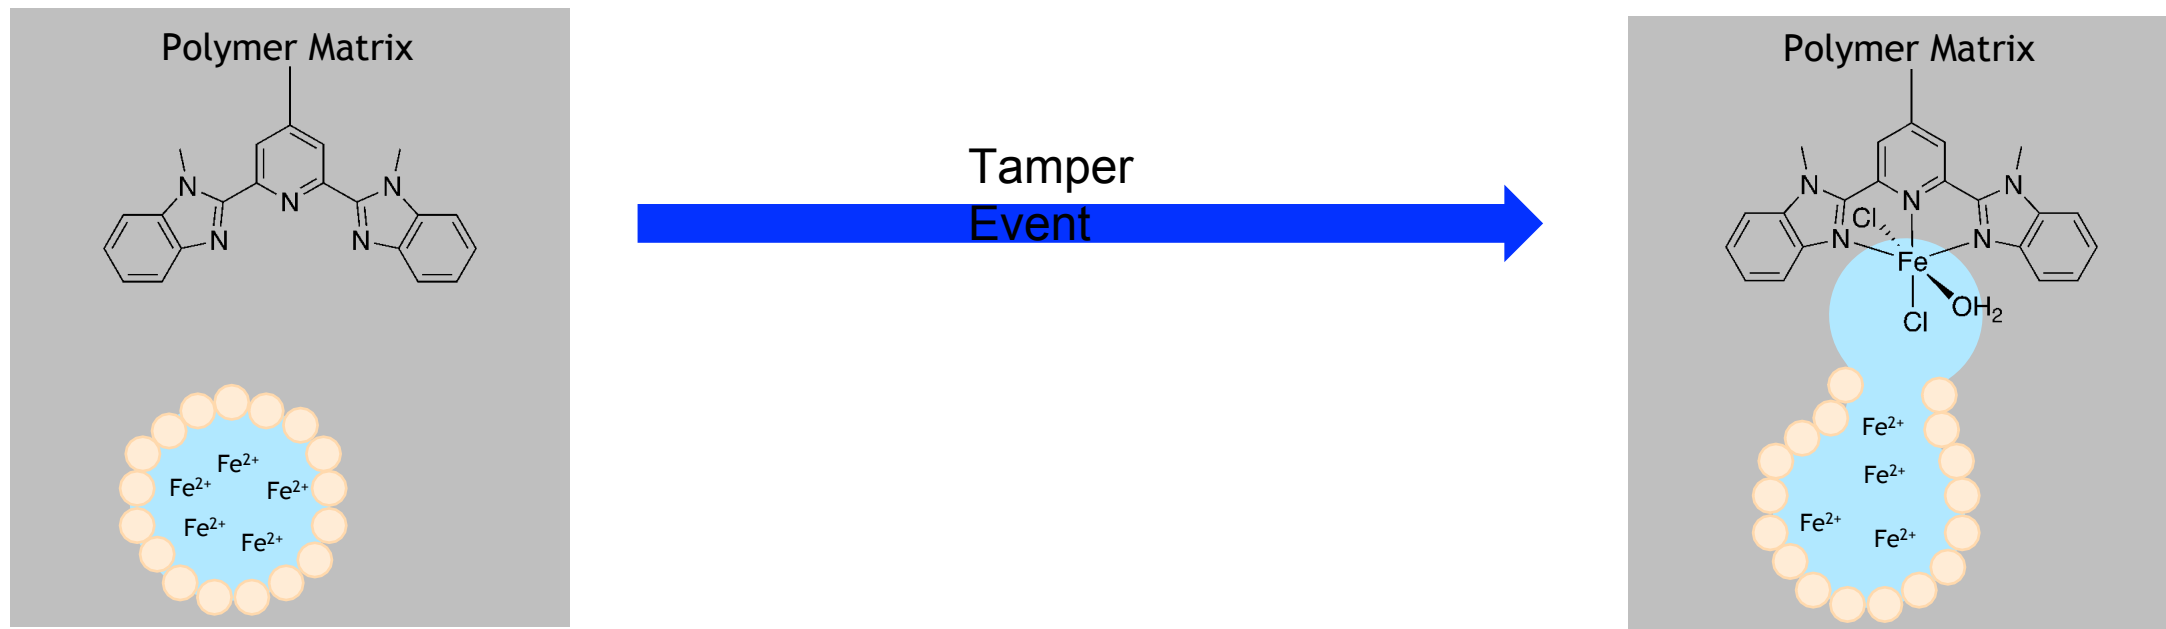 Polymer Matrix
N
N
N
N
N
Fe²⁺
Fe²⁺
Fe²⁺
Fe²⁺
Fe²⁺
Tamper
Event
Polymer Matrix
N
N
N
Cl
N
N
Fe
OH₂
Cl
Fe²⁺
Fe²⁺
Fe²⁺
Fe²⁺